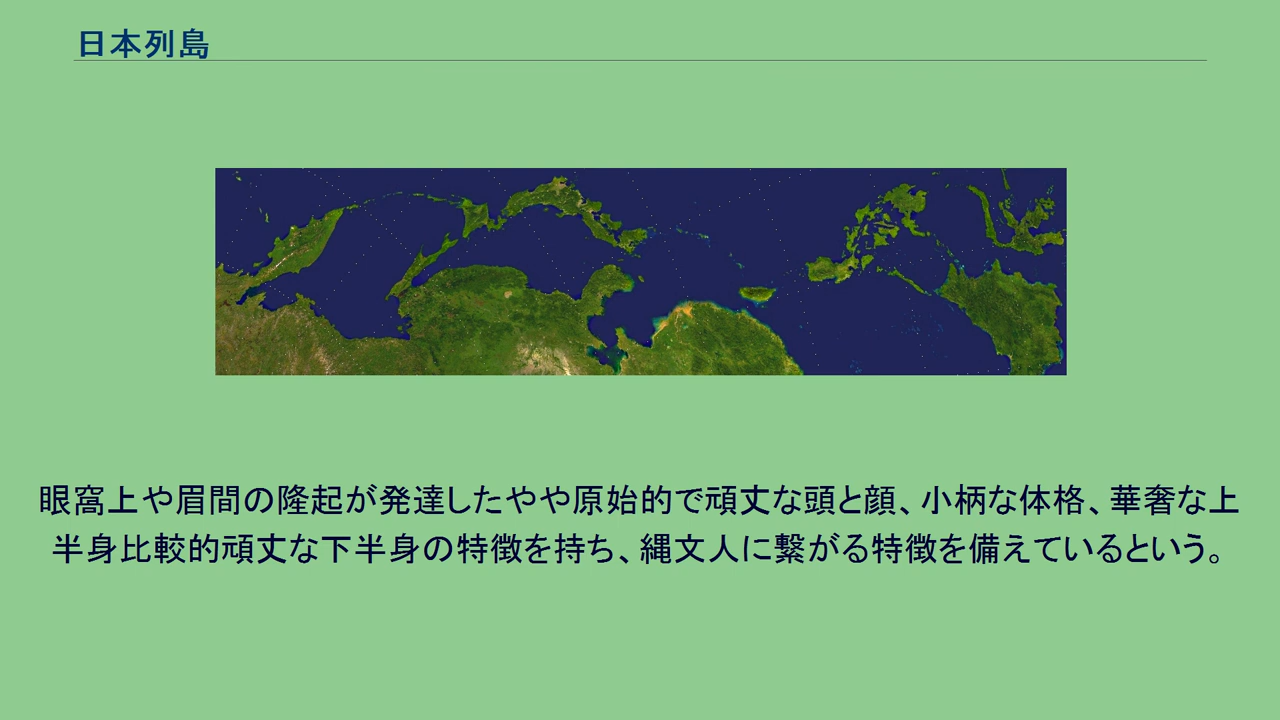 日本列島
眼窩上や眉間の隆起が発達したやや原始的で頑丈な頭と顔、小柄な体格、華奢な上
半身比較的頑丈な下半身の特徴を持ち、縄文人に繋がる特徴を備えているという。